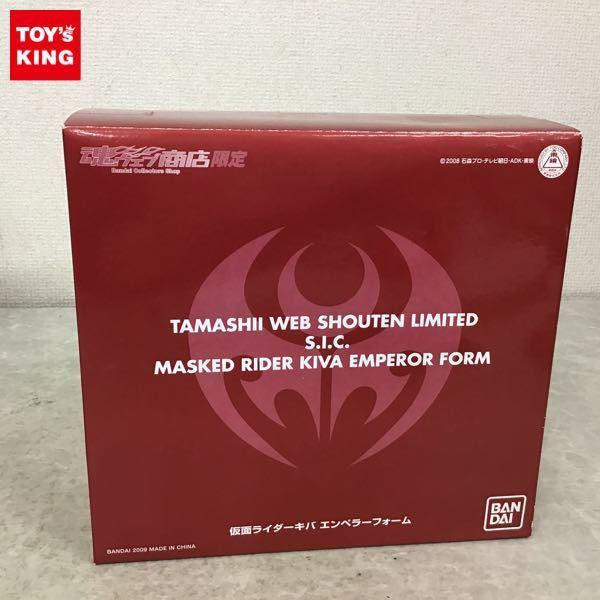 TOY's
KING
魂ウェブ商店限定
Bandai Collectors Shop
©2008 石森プロ・テレビ朝日・ADK・東映
TAMASHII WEB SHOUTEN LIMITED
S.I.C.
MASKED RIDER KIVA EMPEROR FORM
仮面ライダーキバ エンペラーフォーム
BANDAI 2009 MADE IN CHINA
BAN
DAI